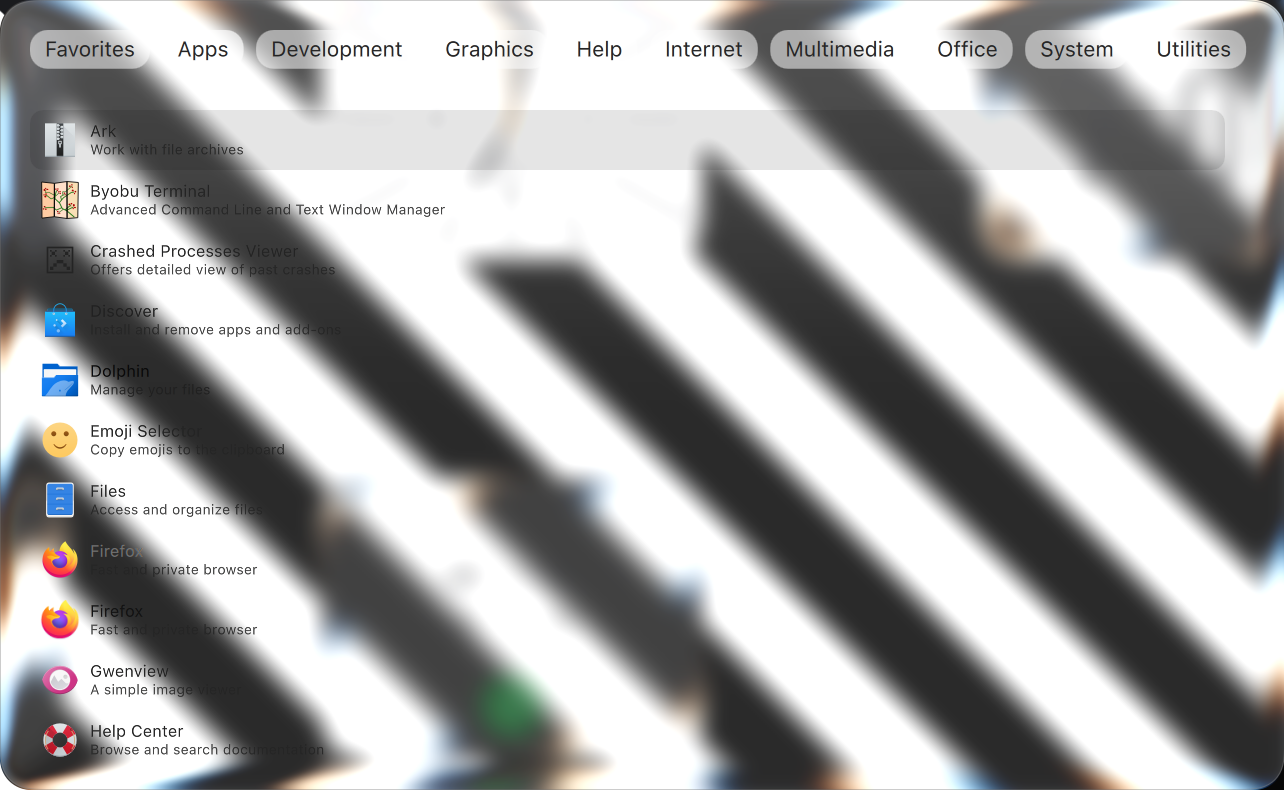 Favorites Apps Development Graphics Help Internet Multimedia Office System Utilities
Ark
Work with file archives
Byobu Terminal
Advanced Command Line and Text Window Manager
Crashed Processes Viewer
Offers detailed view of past crashes
Discover
Install and remove apps and add-ons
Dolphin
Manage your files
Emoji Selector
Copy emojis to the clipboard
Files
Access and organize files
Firefox
Fast and private browser
Firefox
Fast and private browser
Gwenview
A simple image viewer
Help Center
Browse and search documentation